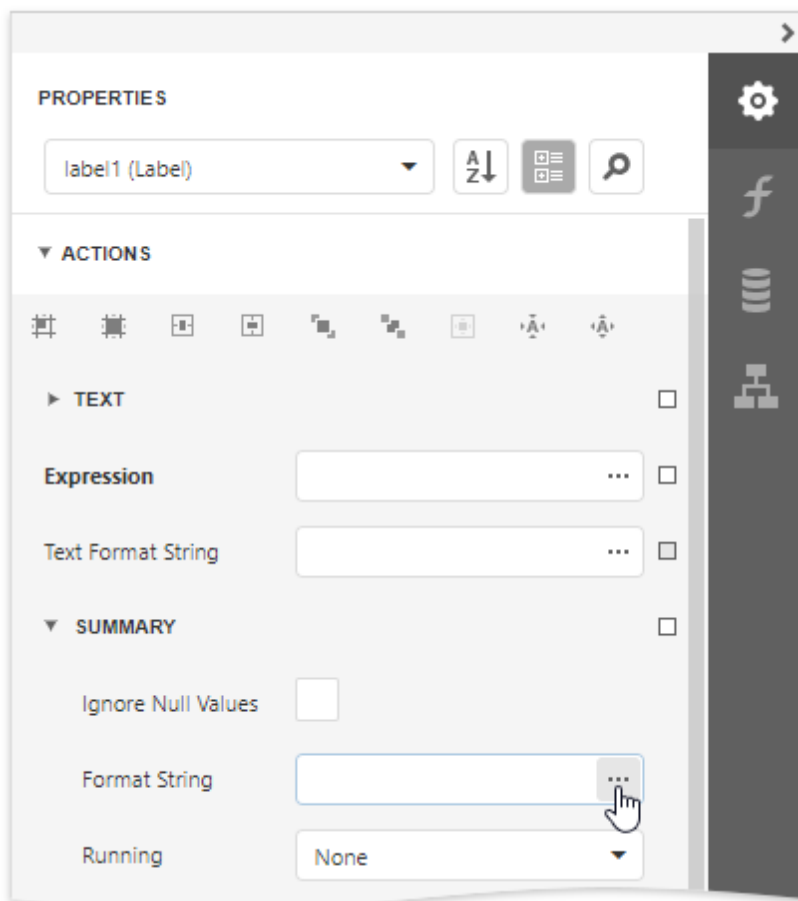 PROPERTIES
label1 (Label)
ACTIONS
TEXT
Expression
Text Format String
SUMMARY
Ignore Null Values
Format String
Running None